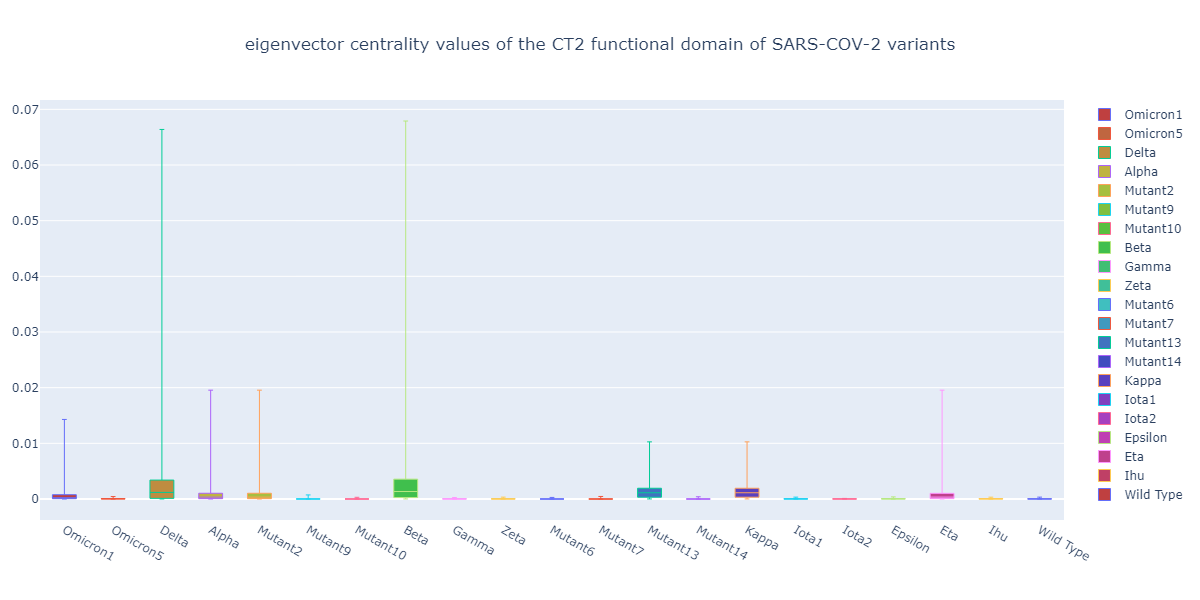 eigenvector centrality values of the CT2 functional domain of SARS-COV-2 variants
0.07
0.06
0.05
0.04
0.03
0.02
0.01
0
Omicron1
Omicron5
Delta
Alpha
Mutant2
Mutant9
Mutant10
Beta
Gamma
Zeta
Mutant6
Mutant7
Mutant13
Mutant14
Kappa
Iota1
Iota2
Epsilon
Eta
Ihu
Wild Type
Omicron1
Omicron5
Delta
Alpha
Mutant2
Mutant9
Mutant10
Beta
Gamma
Zeta
Mutant6
Mutant7
Mutant13
Mutant14
Kappa
Iota1
Iota2
Epsilon
Eta
Ihu
Wild Type